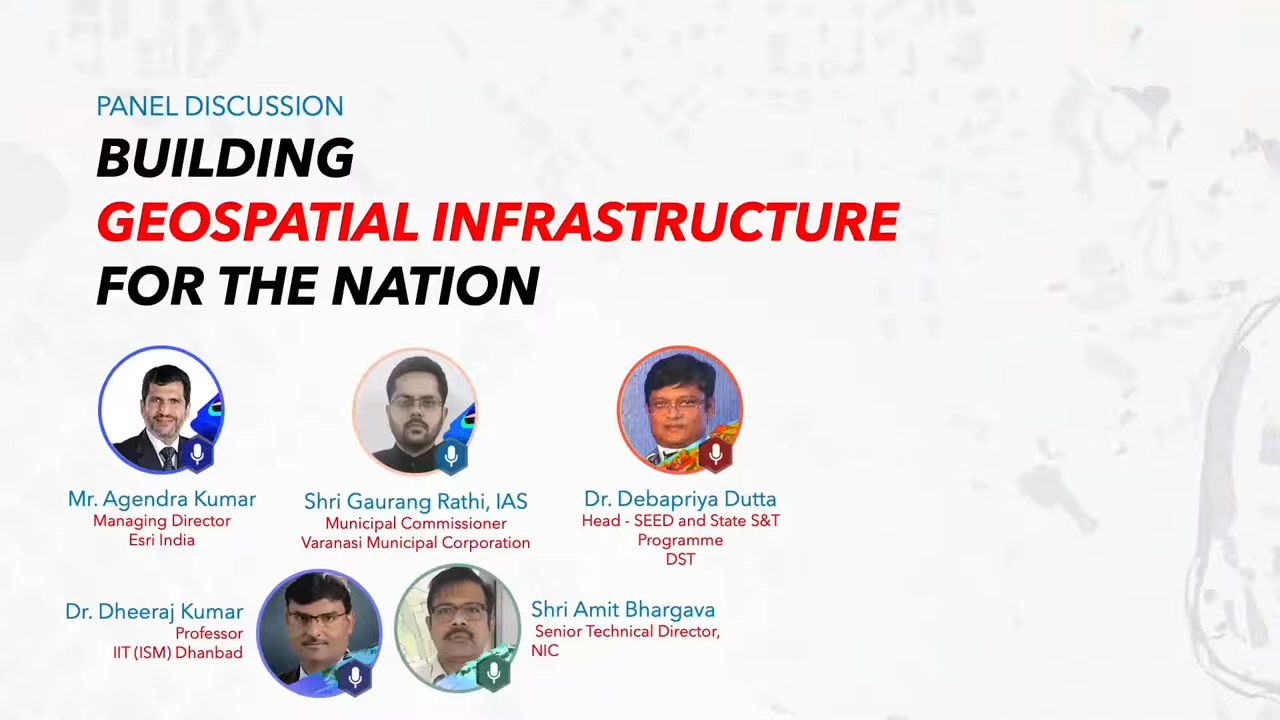 PANEL DISCUSSION
BUILDING
GEOSPATIAL INFRASTRUCTURE
FOR THE NATION
Mr. Agendra Kumar
Managing Director
Esri India
Shri Gaurang Rathi, IAS
Municipal Commissioner
Varanasi Municipal Corporation
Dr. Debapriya Dutta
Head - SEED and State S&T
Programme
DST
Dr. Dheeraj Kumar
Professor
IIT (ISM) Dhanbad
Shri Amit Bhargava
Senior Technical Director,
NIC